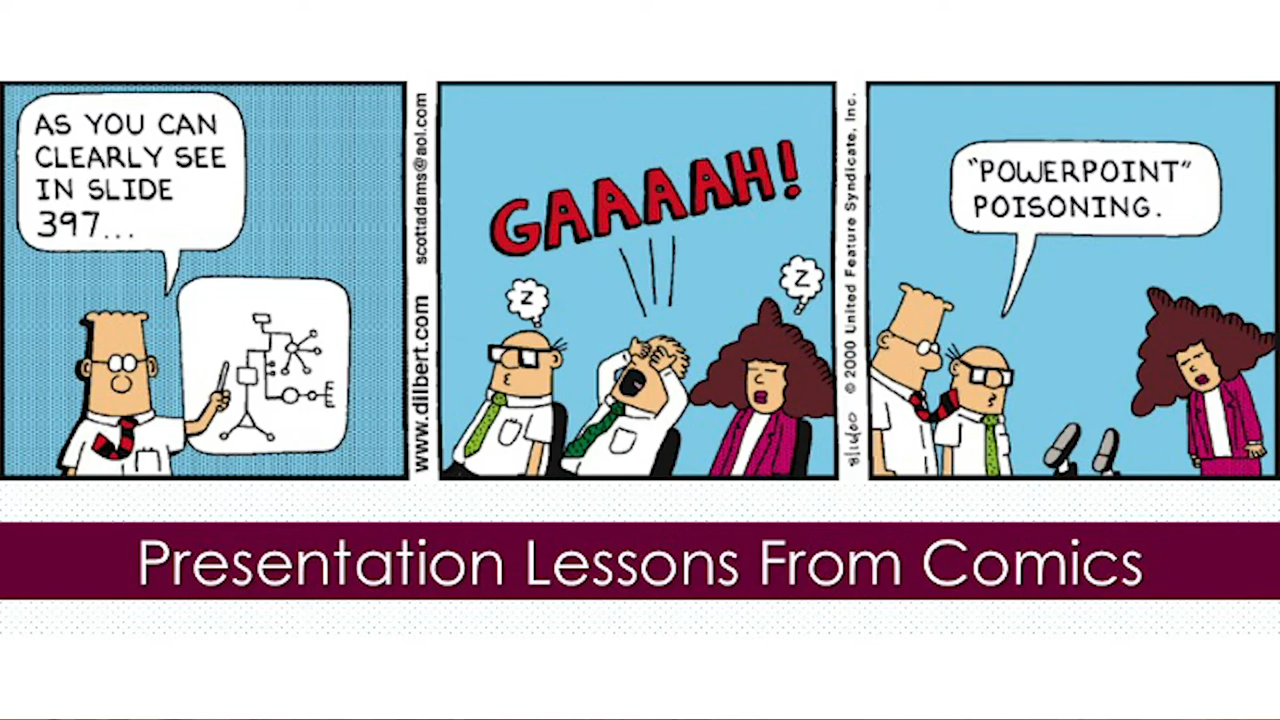 AS YOU CAN
CLEARLY SEE
IN SLIDE
397...
www.dilbert.com scottadams@aol.com
GAAAAH!
Z
Z
© 2000 United Feature Syndicate, Inc.
"POWERPOINT"
POISONING.
Presentation Lessons From Comics